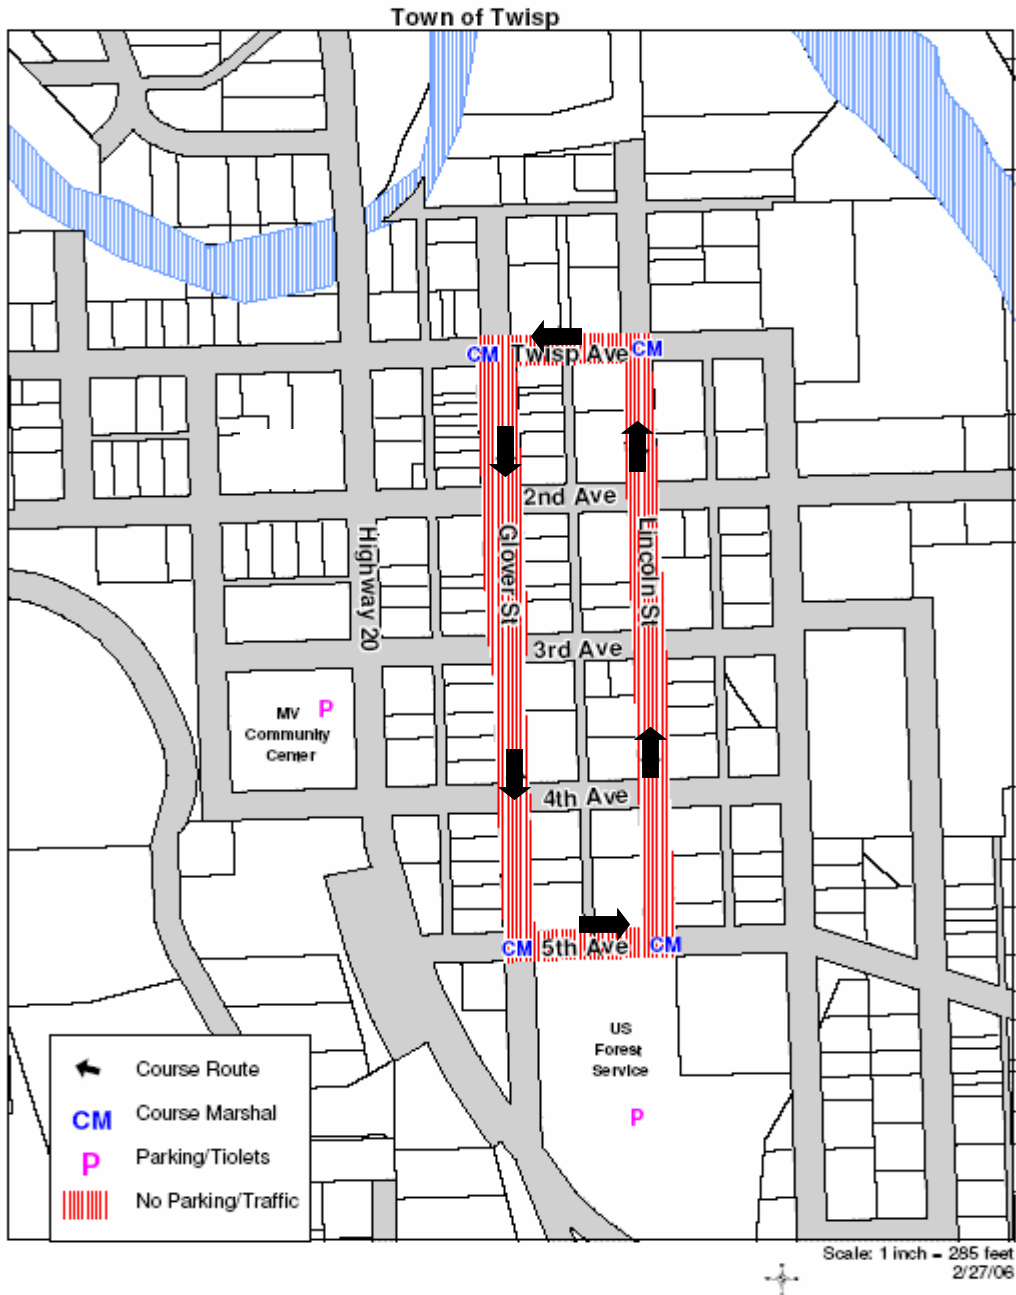 Town of Twisp
CM
Twisp Ave
CM
2nd Ave
Highway 20
Glover St
Lincoln St
3rd Ave
MV
Community
Center
P
4th Ave
CM
5th Ave
CM
US
Forest
Service
P
Course Route
CM Course Marshal
P Parking/Tiolets
No Parking/Traffic
Scale: 1 inch = 285 feet
2/27/06